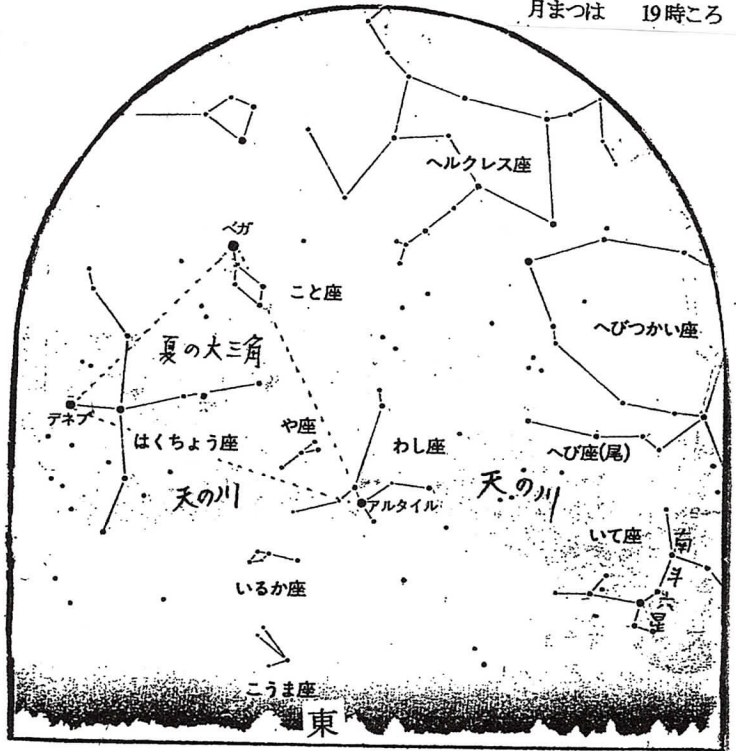 月まつは 19時ころ
ヘルクレス座
ベガ
こと座
へびつかい座
夏の大三角
デネブ
はくちょう座
や座
わし座
へび座(尾)
天の川
アルタイル
天の川
いて座
南斗六星
いるか座
こうま座
東